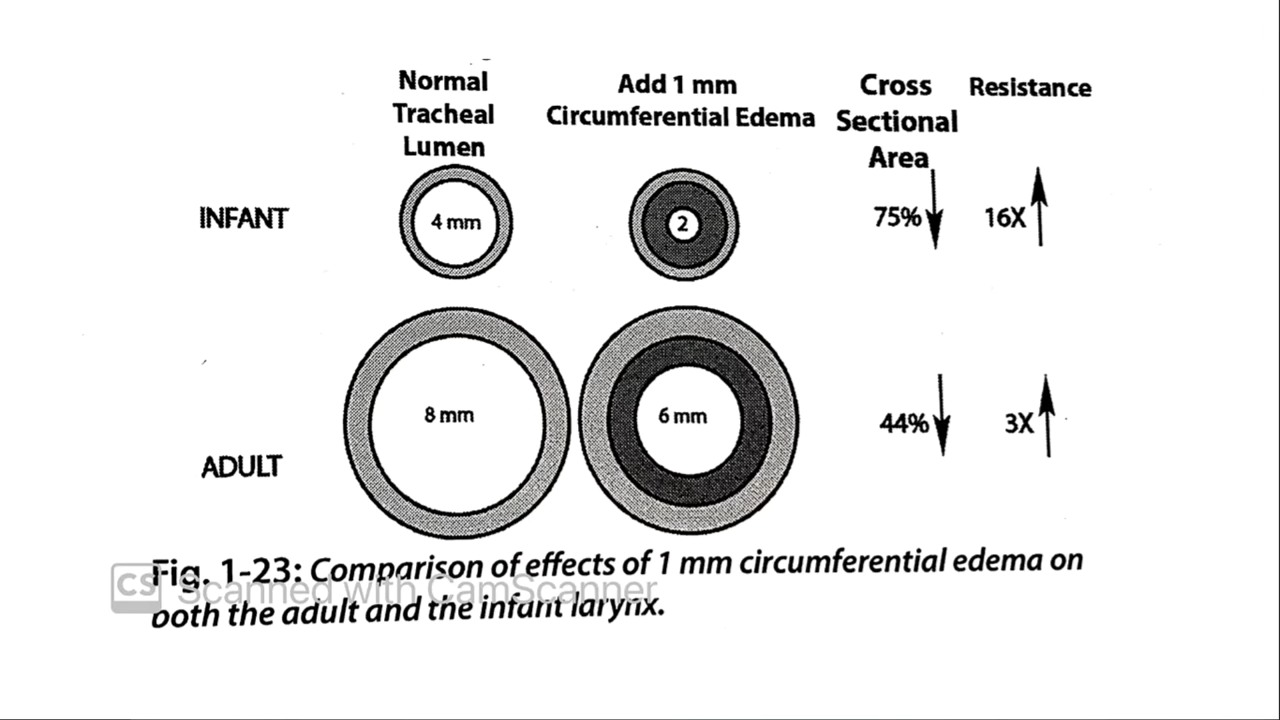 Normal
Tracheal
Lumen
Add 1 mm
Circumferential Edema
Cross
Sectional
Area
Resistance
INFANT
4 mm
2
75%
16X
8 mm
6 mm
44%
3X
ADULT
Fig. 1-23: Comparison of effects of 1 mm circumferential edema on
both the adult and the infant larynx.
CS Scanned with CamScanner